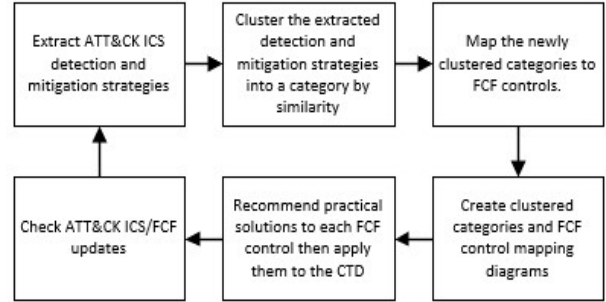 Extract ATT&CK ICS
detection and
mitigation strategies
Cluster the extracted
detection and
mitigation strategies
into a category by
similarity
Map the newly
clustered categories to
FCF controls.
Check ATT&CK ICS/FCF
updates
Recommend practical
solutions to each FCF
control then apply
them to the CTD
Create clustered
categories and FCF
control mapping
diagrams